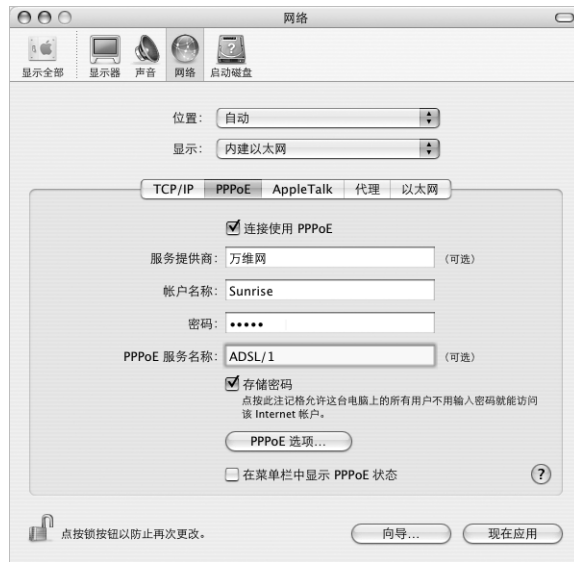 网络
显示全部 显示器 声音 网络 启动磁盘
位置： 自动
显示： 内建以太网
TCP/IP PPPoE AppleTalk 代理 以太网
连接使用 PPPoE
服务提供商： 万维网 （可选）
帐户名称： Sunrise
密码： •••••
PPPoE 服务名称： ADSL/1 （可选）
存储密码
点按此注记格允许这台电脑上的所有用户不用输入密码就能访问
该 Internet 帐户。
PPPoE 选项...
在菜单栏中显示 PPPoE 状态 ?
点按锁按钮以防止再次更改。 向导... 现在应用